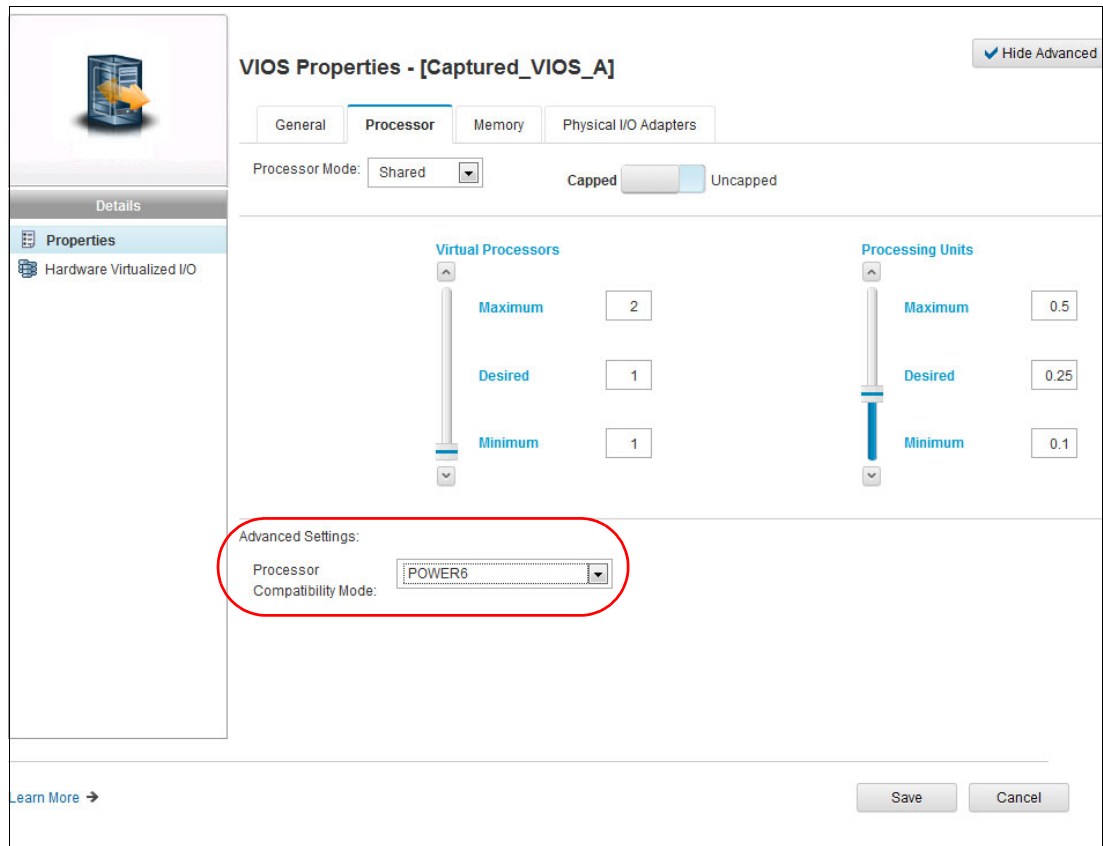 Hide Advanced
VIOS Properties - [Captured_VIOS_A]
General Processor Memory Physical I/O Adapters
Processor Mode: Shared Capped Uncapped
Details
Properties
Hardware Virtualized I/O
Virtual Processors Processing Units
Maximum 2 Maximum 0.5
Desired 1 Desired 0.25
Minimum 1 Minimum 0.1
Advanced Settings:
Processor
Compatibility Mode: POWER6
Learn More Save Cancel